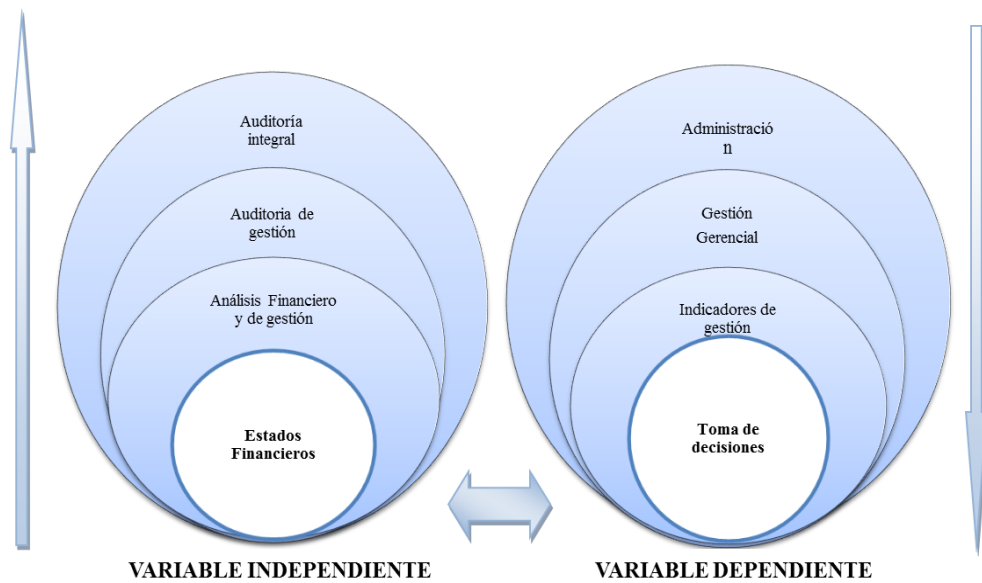 Auditoría
integral
Auditoria de
gestión
Análisis Financiero
y de gestión
Estados
Financieros
VARIABLE INDEPENDIENTE
Administració
n
Gestión
Gerencial
Indicadores de
gestión
Toma de
decisiones
VARIABLE DEPENDIENTE